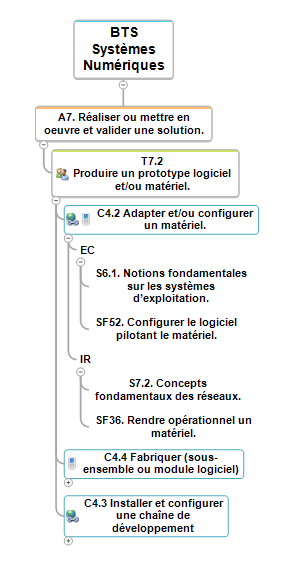 BTS
Systèmes
Numériques
A7. Réaliser ou mettre en
oeuvre et valider une solution.
T7.2
Produire un prototype logiciel
et/ou matériel.
C4.2 Adapter et/ou configurer
un matériel.
EC
S6.1. Notions fondamentales
sur les systèmes
d'exploitation.
SF52. Configurer le logiciel
pilotant le matériel.
IR
S7.2. Concepts
fondamentaux des réseaux.
SF36. Rendre opérationnel un
matériel.
C4.4 Fabriquer (sous-
ensemble ou module logiciel)
C4.3 Installer et configurer
une chaîne de
développement